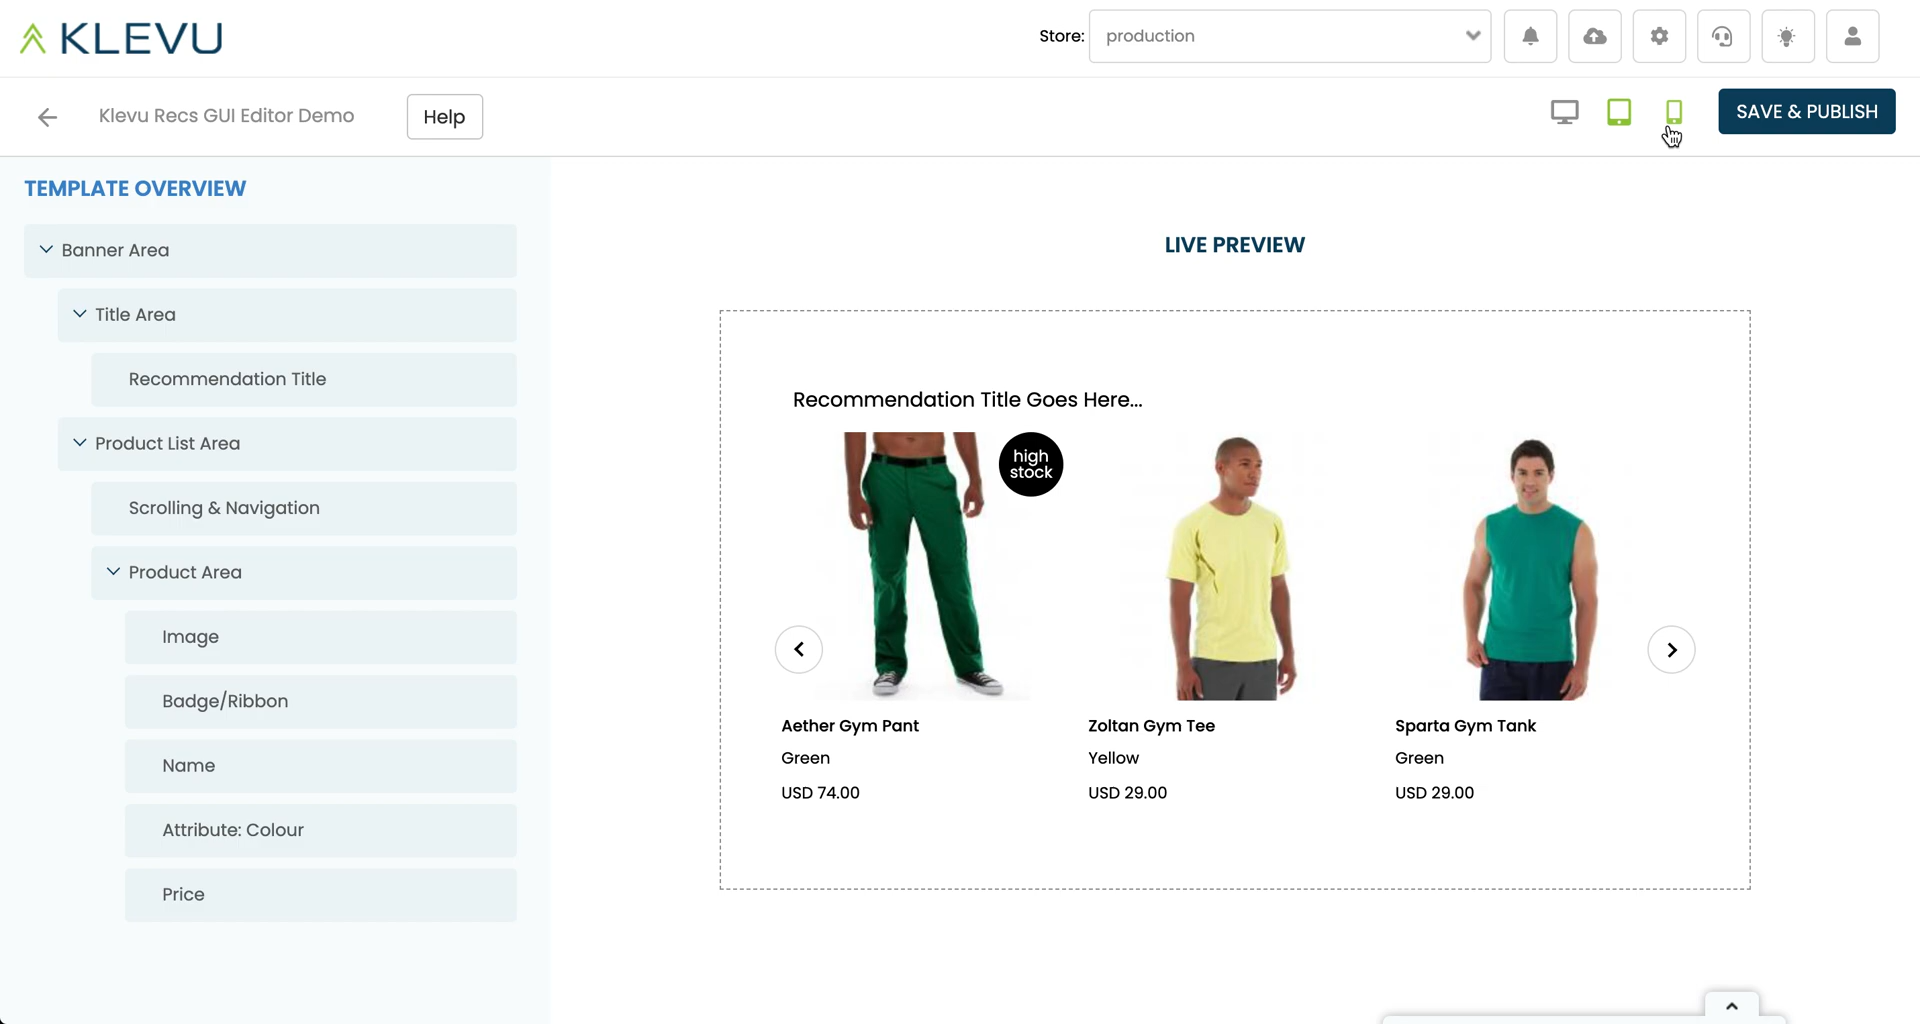 KLEVU
Store: production
Klevu Recs GUI Editor Demo
Help
SAVE & PUBLISH
TEMPLATE OVERVIEW
Banner Area
Title Area
Recommendation Title
Product List Area
Scrolling & Navigation
Product Area
Image
Badge/Ribbon
Name
Attribute: Colour
Price
LIVE PREVIEW
Recommendation Title Goes Here...
high
stock
Aether Gym Pant
Green
USD 74.00
Zoltan Gym Tee
Yellow
USD 29.00
Sparta Gym Tank
Green
USD 29.00